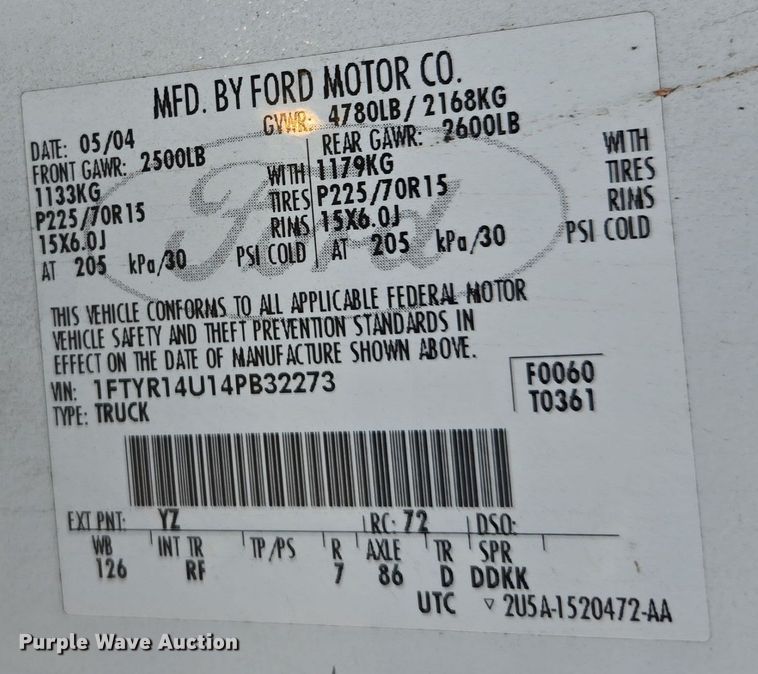 MFD. BY FORD MOTOR CO.
DATE: 05/04 GVWR: 4780LB/ 2168KG
FRONT GAWR: 2500LB REAR GAWR: 2600LB
1133KG WITH 1179KG WITH
P225/70R15 TIRES P225/70R15 TIRES
15X6.0J RIMS 15X6.0J RIMS
AT 205 kPa/30 PSI COLD AT 205 kPa/30 PSI COLD
Ford
THIS VEHICLE CONFORMS TO ALL APPLICABLE FEDERAL MOTOR
VEHICLE SAFETY AND THEFT PREVENTION STANDARDS IN
EFFECT ON THE DATE OF MANUFACTURE SHOWN ABOVE.
VIN: 1FTYR14U14PB32273 F0060
TYPE: TRUCK T0361
EXT PNT: YZ RC: 72 DSO:
WB INT TR TP/PS R AXLE TR SPR
126 RF 7 86 D DDKK
UTC ▽ 2U5A-1520472-AA
Purple Wave Auction